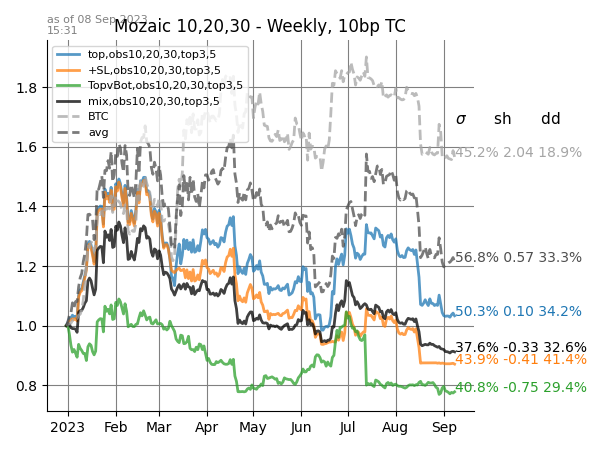 as of 08 Sep 2023
15:31
Mozaic 10,20,30 - Weekly, 10bp TC
top,obs10,20,30,top3,5
+SL,obs10,20,30,top3,5
TopvBot,obs10,20,30,top3,5
mix,obs10,20,30,top3,5
BTC
avg
σ sh dd
45.2% 2.04 18.9%
56.8% 0.57 33.3%
50.3% 0.10 34.2%
37.6% -0.33 32.6%
43.9% -0.41 41.4%
40.8% -0.75 29.4%
1.8
1.6
1.4
1.2
1.0
0.8
2023 Feb Mar Apr May Jun Jul Aug Sep